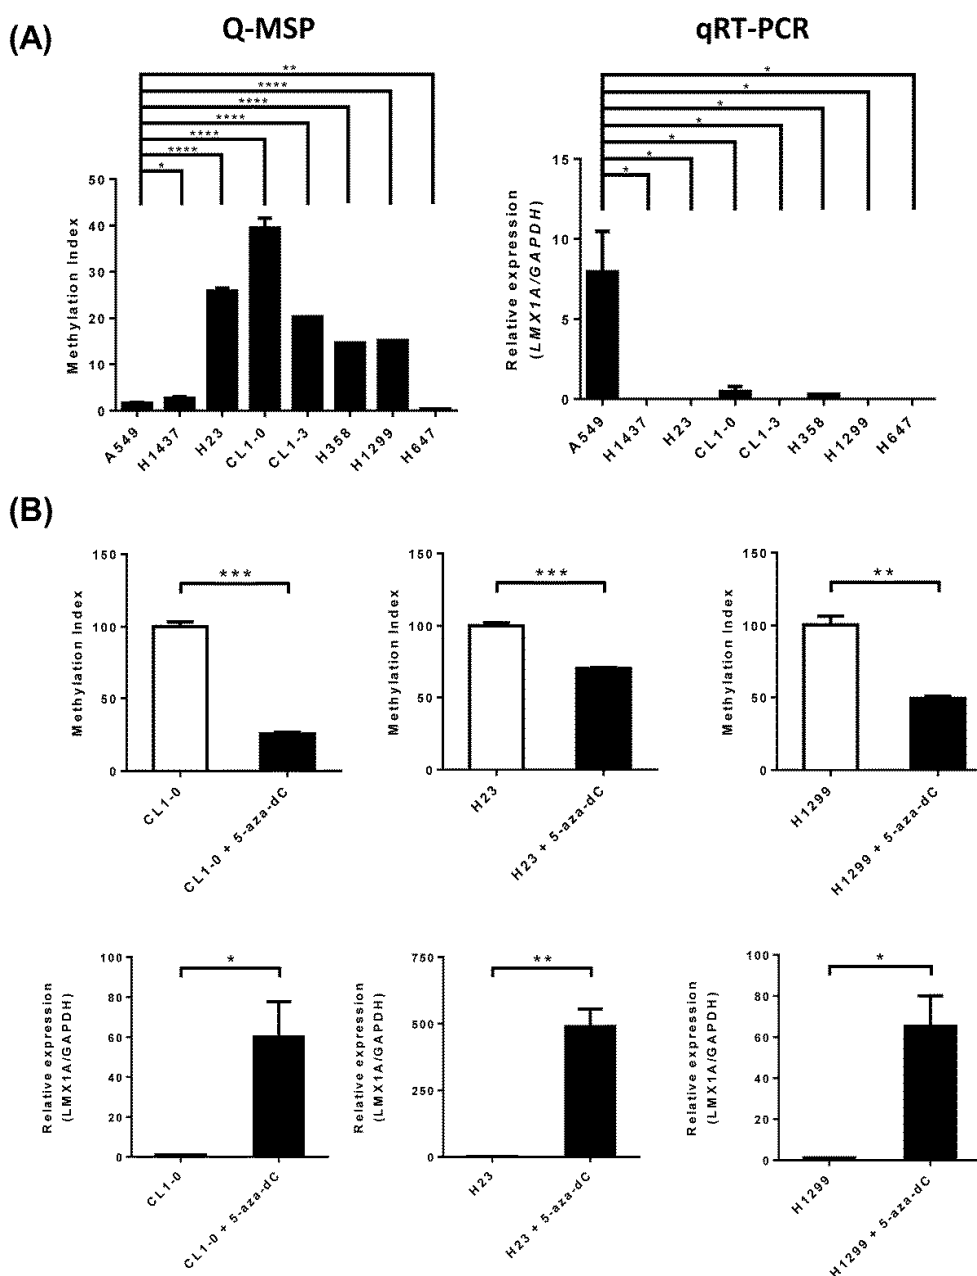 (A)
Q-MSP
qRT-PCR
**
****
****
****
****
****
*
*
*
*
*
*
*
*
Methylation Index
50
40
30
20
10
0
A549
H1437
H23
CL1-0
CL1-3
H358
H1299
H647
Relative expression
(LMX1A/GAPDH)
15
10
5
0
A549
H1437
H23
CL1-0
CL1-3
H358
H1299
H647
(B)
Methylation Index
150
100
50
0
***
CL1-0
CL1-0 + 5-aza-dC
Methylation Index
150
100
50
0
***
H23
H23 + 5-aza-dC
Methylation Index
150
100
50
0
**
H1299
H1299 + 5-aza-dC
Relative expression
(LMX1A/GAPDH)
100
80
60
40
20
0
*
CL1-0
CL1-0 + 5-aza-dC
Relative expression
(LMX1A/GAPDH)
750
500
250
0
**
H23
H23 + 5-aza-dC
Relative expression
(LMX1A/GAPDH)
100
80
60
40
20
0
*
H1299
H1299 + 5-aza-dC